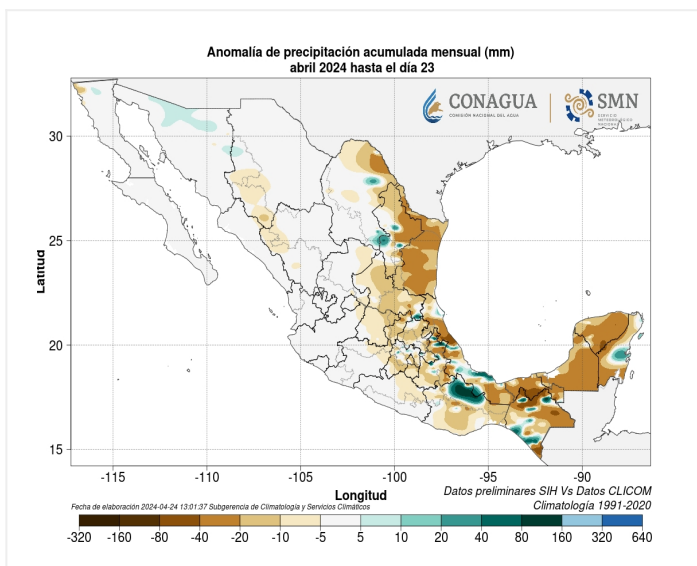 Anomalía de precipitación acumulada mensual (mm)
abril 2024 hasta el día 23
CONAGUA
COMISIÓN NACIONAL DEL AGUA
SMN
SERVICIO
METEOROLÓGICO
NACIONAL
30
25
20
15
Latitud
-115
-110
-105
-100
-95
-90
Longitud
Datos preliminares SIH Vs Datos CLICOM
Climatología 1991-2020
Fecha de elaboración 2024-04-24 13:01:37 Subgerencia de Climatología y Servicios Climáticos
-320 -160 -80 -40 -20 -10 -5 5 10 20 40 80 160 320 640